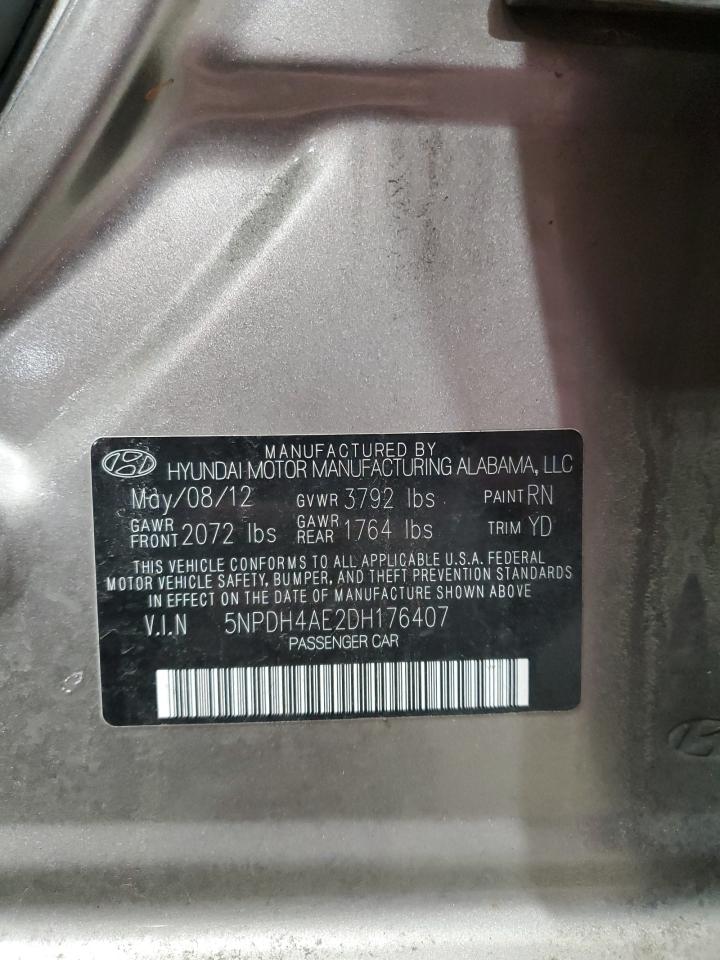 MANUFACTURED BY
HYUNDAI MOTOR MANUFACTURING ALABAMA, LLC
May/08/12 GVWR 3792 lbs PAINT RN
GAWR FRONT 2072 lbs GAWR REAR 1764 lbs TRIM YD
THIS VEHICLE CONFORMS TO ALL APPLICABLE U.S.A. FEDERAL
MOTOR VEHICLE SAFETY, BUMPER, AND THEFT PREVENTION STANDARDS
IN EFFECT ON THE DATE OF MANUFACTURE SHOWN ABOVE
V.I.N 5NPDH4AE2DH176407
PASSENGER CAR